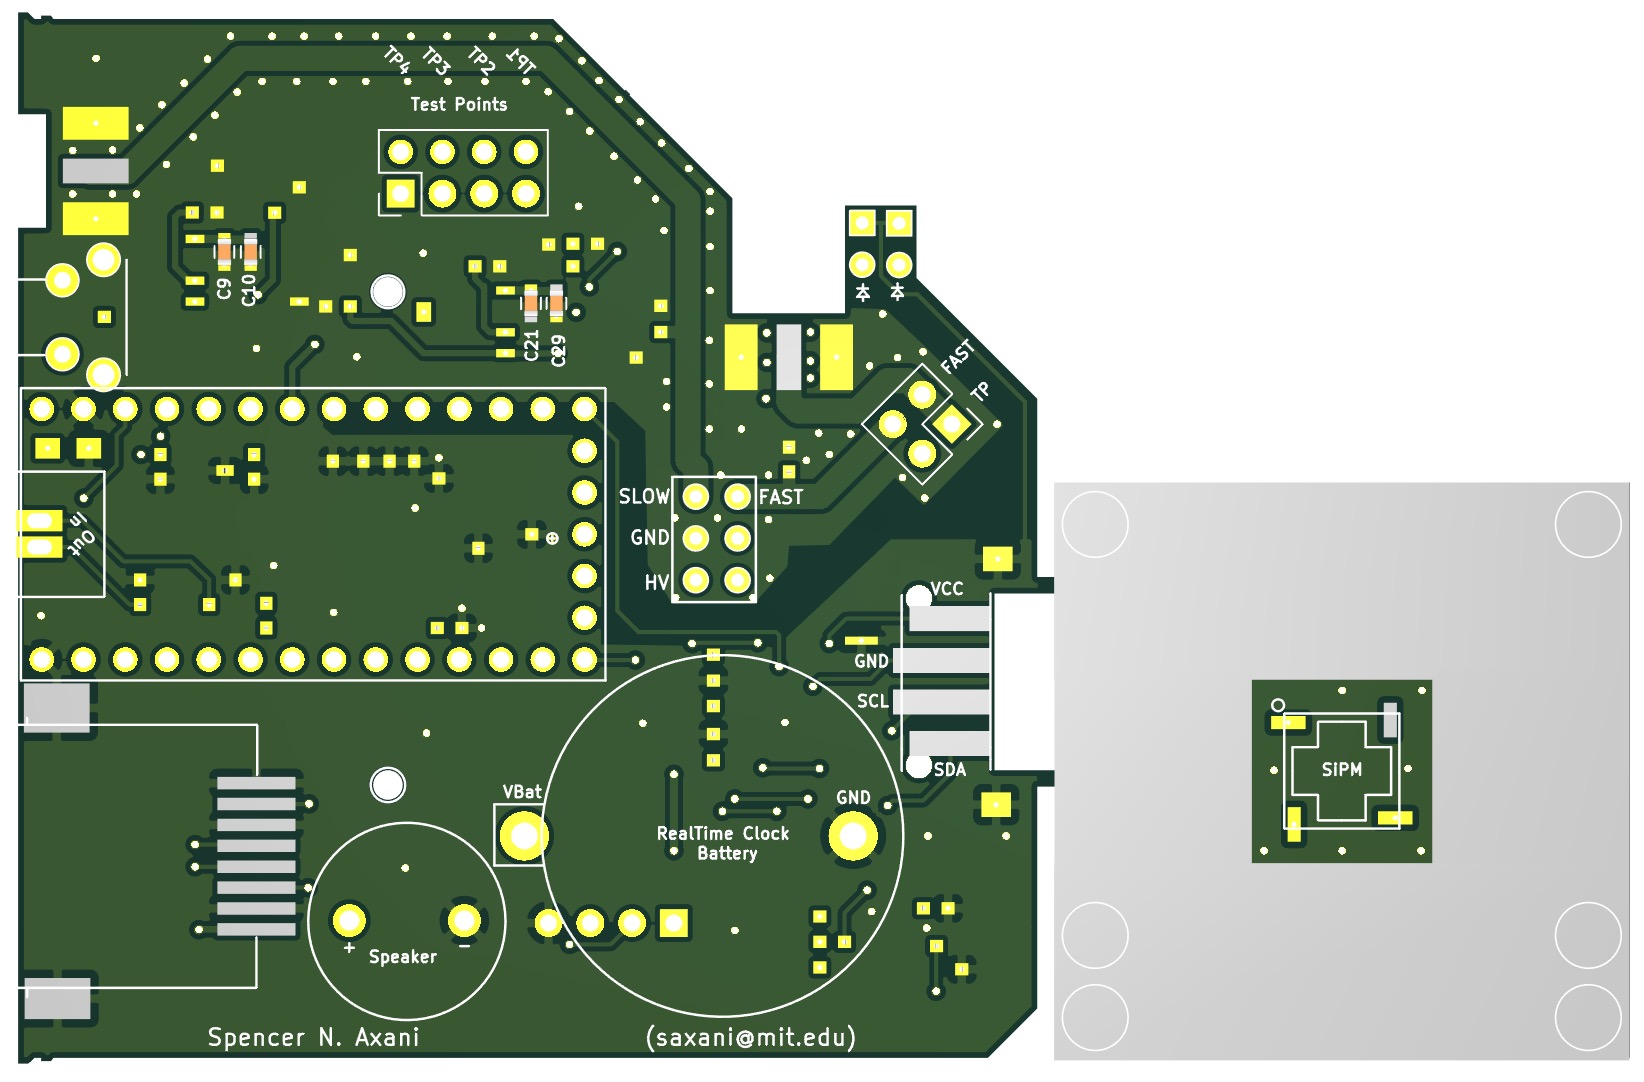 TP4 TP3 TP2 TP1
Test Points
C9
C10
C21
C29
FAST
TP
SLOW
FAST
GND
HV
In
Out
VCC
GND
SCL
SDA
SiPM
VBat
GND
RealTime Clock
Battery
+
−
Speaker
Spencer N. Axani
(saxani@mit.edu)